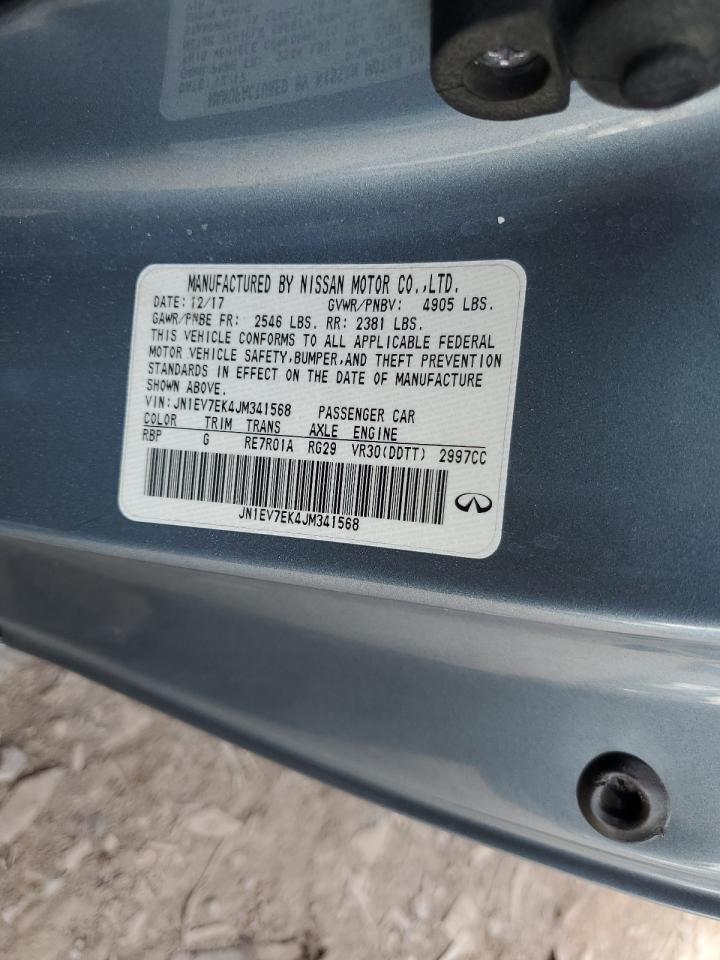 MANUFACTURED BY NISSAN MOTOR CO.,LTD.
DATE: 12/17 GVWR/PNBV: 4905 LBS.
GAWR/PNBE FR: 2546 LBS. RR: 2381 LBS.
THIS VEHICLE CONFORMS TO ALL APPLICABLE FEDERAL
MOTOR VEHICLE SAFETY,BUMPER,AND THEFT PREVENTION
STANDARDS IN EFFECT ON THE DATE OF MANUFACTURE
SHOWN ABOVE.
VIN: JN1EV7EK4JM341568 PASSENGER CAR
COLOR TRIM TRANS AXLE ENGINE
RBP G RE7R01A RG29 VR30(DDTT) 2997CC
JN1EV7EK4JM341568